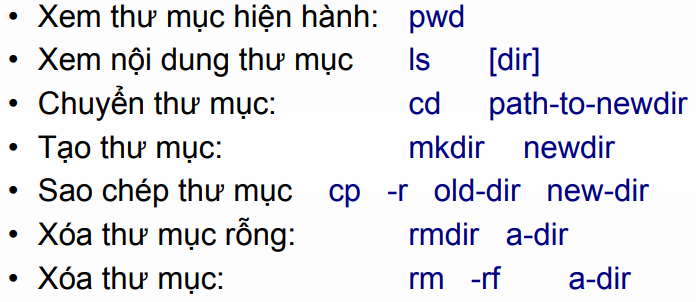 • Xem thư mục hiện hành: pwd
• Xem nội dung thư mục ls [dir]
• Chuyển thư mục: cd path-to-newdir
• Tạo thư mục: mkdir newdir
• Sao chép thư mục cp -r old-dir new-dir
• Xóa thư mục rỗng: rmdir a-dir
• Xóa thư mục: rm -rf a-dir